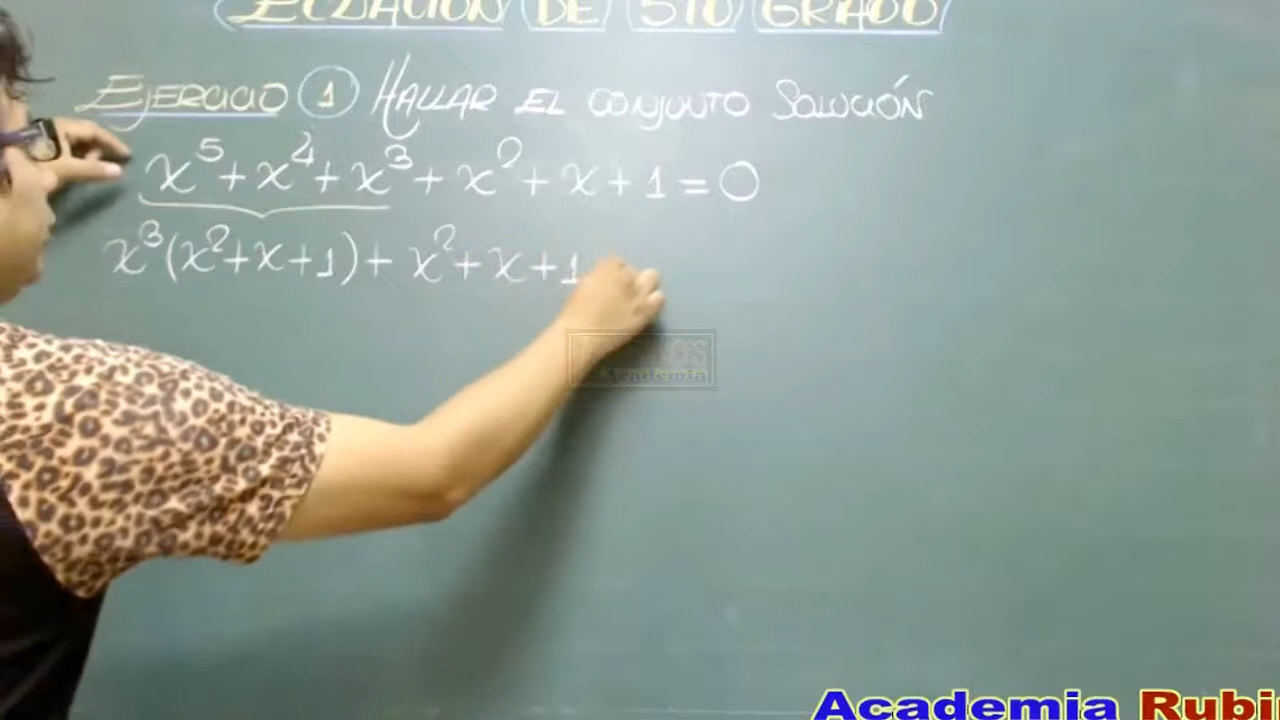 ECUACIÓN DE 5TO GRADO
EJERCICIO 1 HALLAR EL CONJUNTO SOLUCIÓN
x⁵+x⁴+x³+x²+x+1=0
x³(x²+x+1)+x²+x+1
Academia Rubi